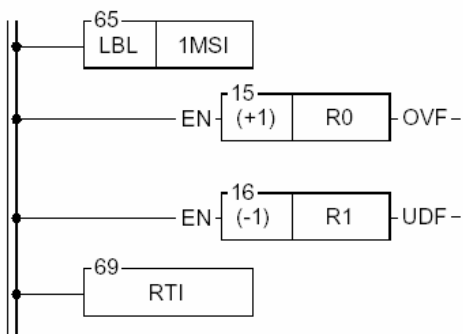 65
LBL 1MSI
15
EN (+1) R0 OVF
16
EN (-1) R1 UDF
69
RTI